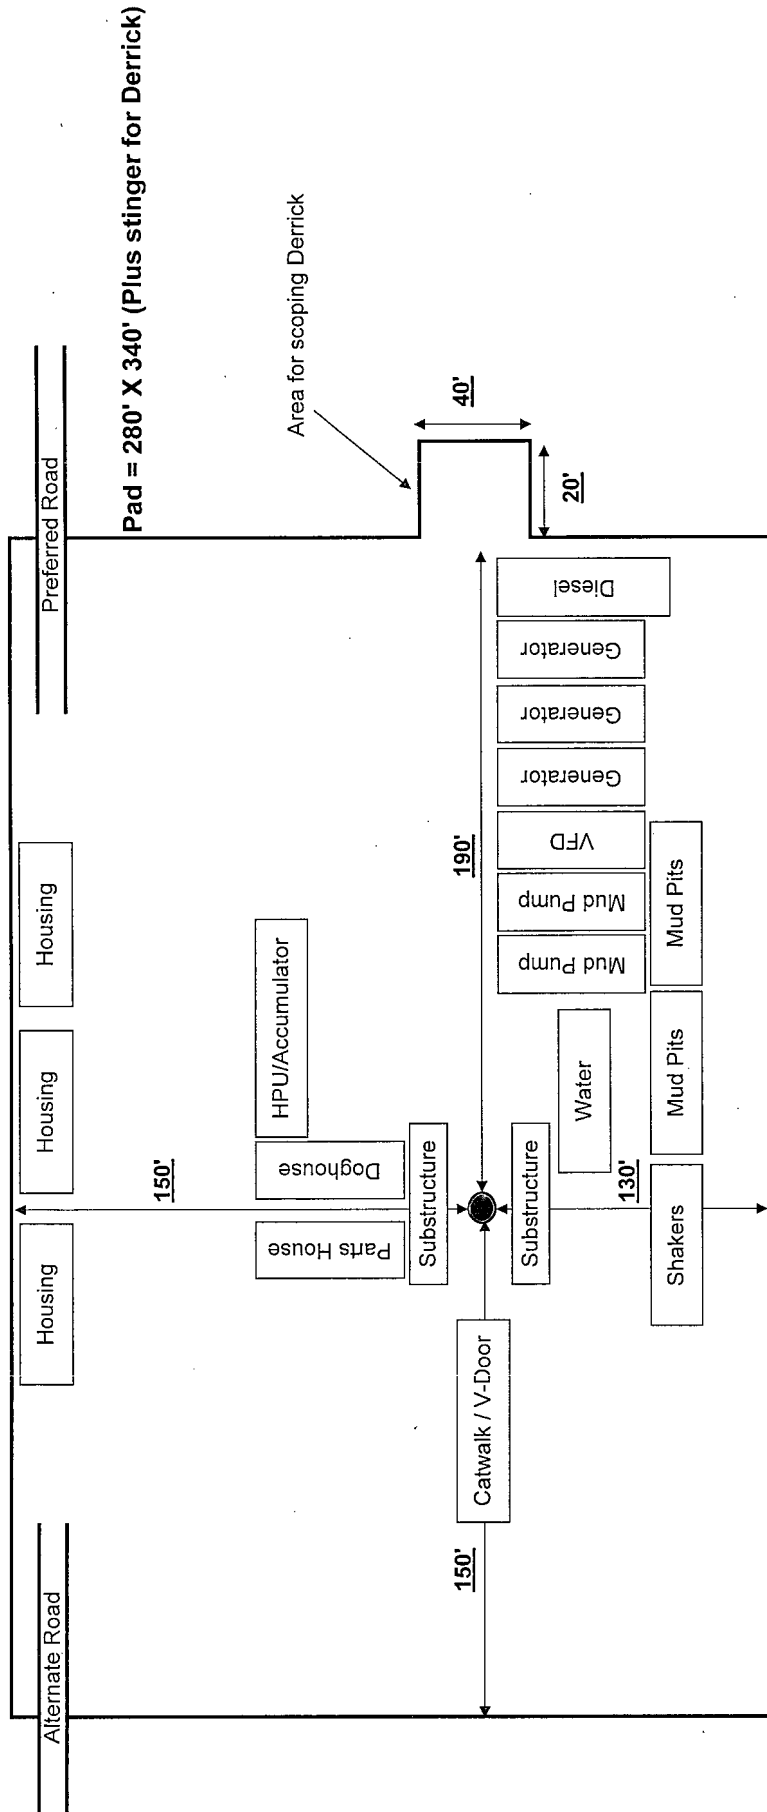 Pad = 280' X 340' (Plus stinger for Derrick)
Alternate Road
Preferred Road
Housing
Housing
Housing
150'
Area for scoping Derrick
Parts House
Doghouse
HPU/Accumulator
Substructure
40'
20'
150'
Catwalk / V-Door
190'
Substructure
130'
Water
Mud Pump
Mud Pump
VFD
Generator
Generator
Generator
Diesel
Shakers
Mud Pits
Mud Pits